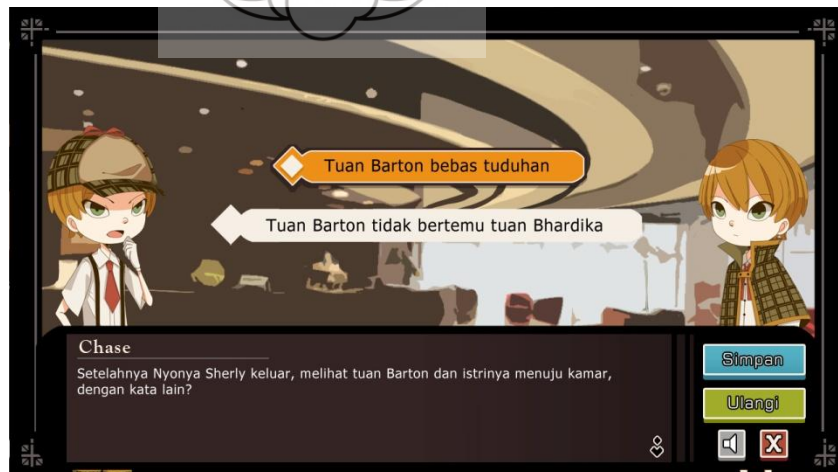 Tuan Barton bebas tuduhan
Tuan Barton tidak bertemu tuan Bhardika
Chase
Setelahnya Nyonya Sherly keluar, melihat tuan Barton dan istrinya menuju kamar,
dengan kata lain?
Simpan
Ulangi
X